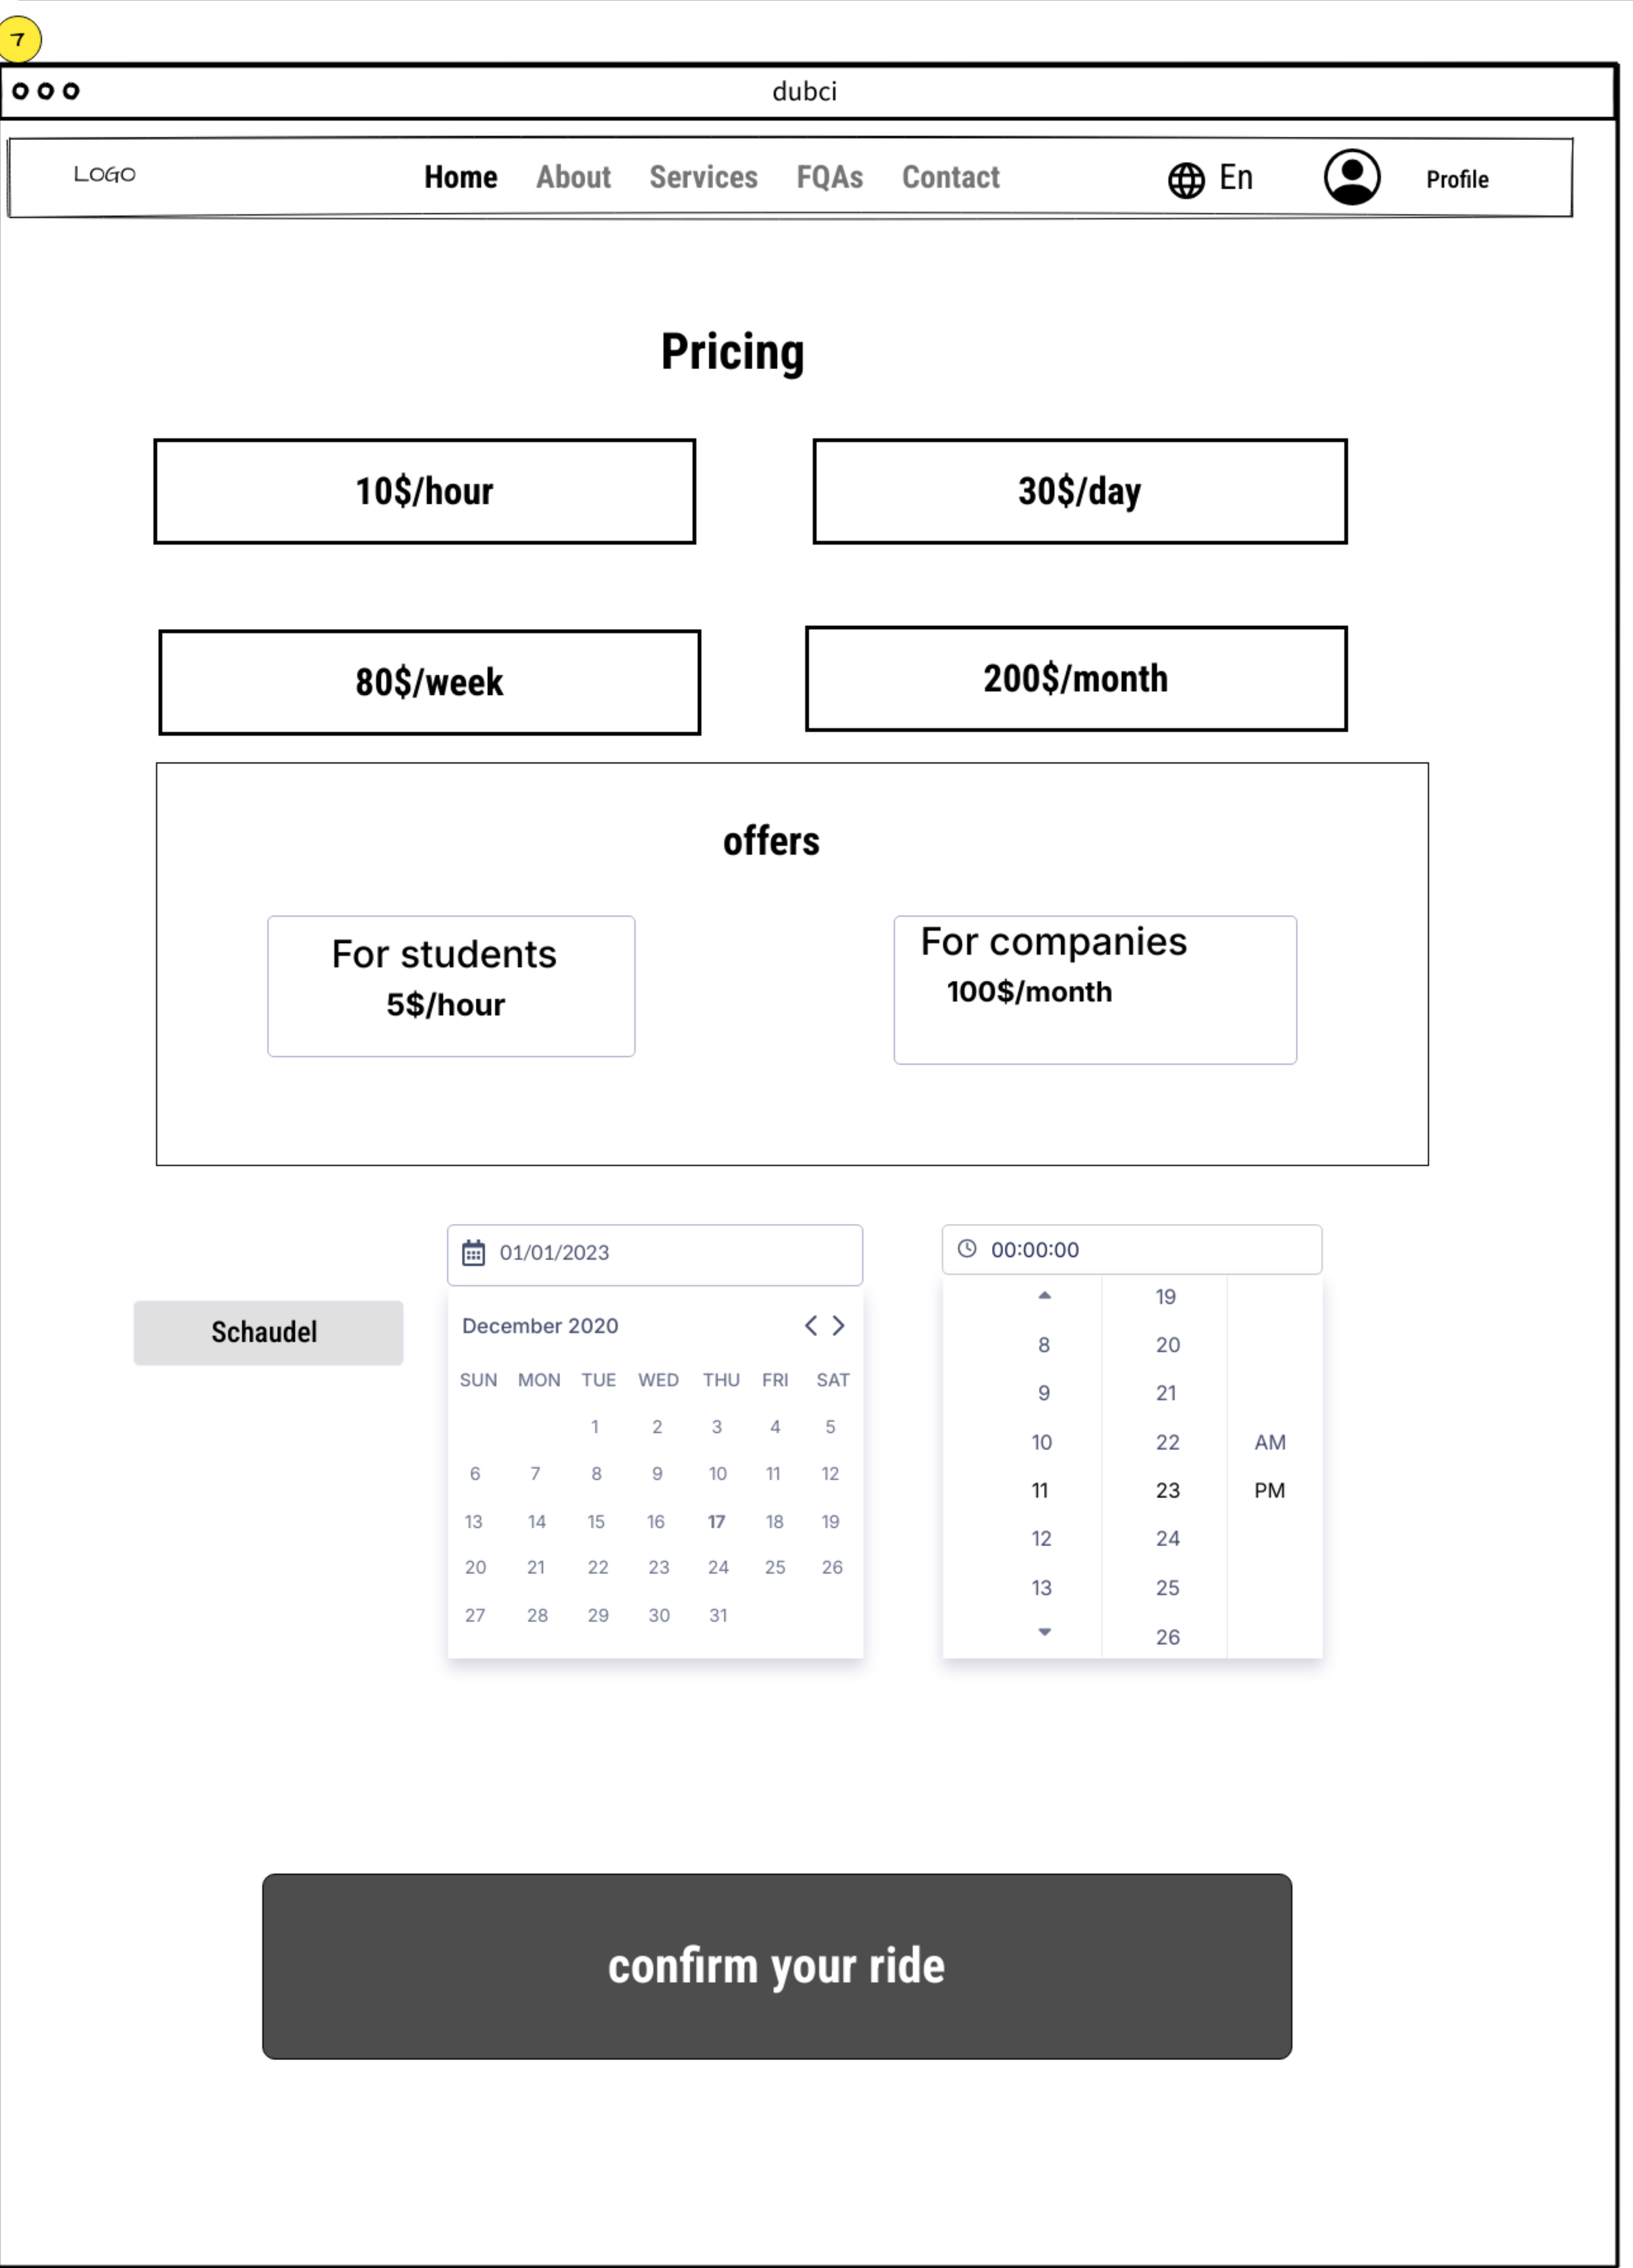 7
dubci
LOGO Home About Services FQAs Contact En Profile
Pricing
10$/hour 30$/day
80$/week 200$/month
offers
For students For companies
5$/hour 100$/month
01/01/2023 00:00:00
Schaudel
December 2020
SUN MON TUE WED THU FRI SAT
1 2 3 4 5
6 7 8 9 10 11 12
13 14 15 16 17 18 19
20 21 22 23 24 25 26
27 28 29 30 31
19
8 20
9 21
10 22 AM
11 23 PM
12 24
13 25
26
confirm your ride